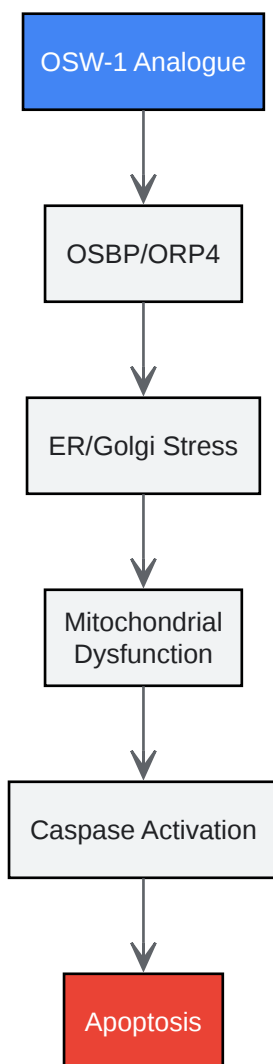 OSW-1 Analogue
OSBP/ORP4
ER/Golgi Stress
Mitochondrial
Dysfunction
Caspase Activation
Apoptosis